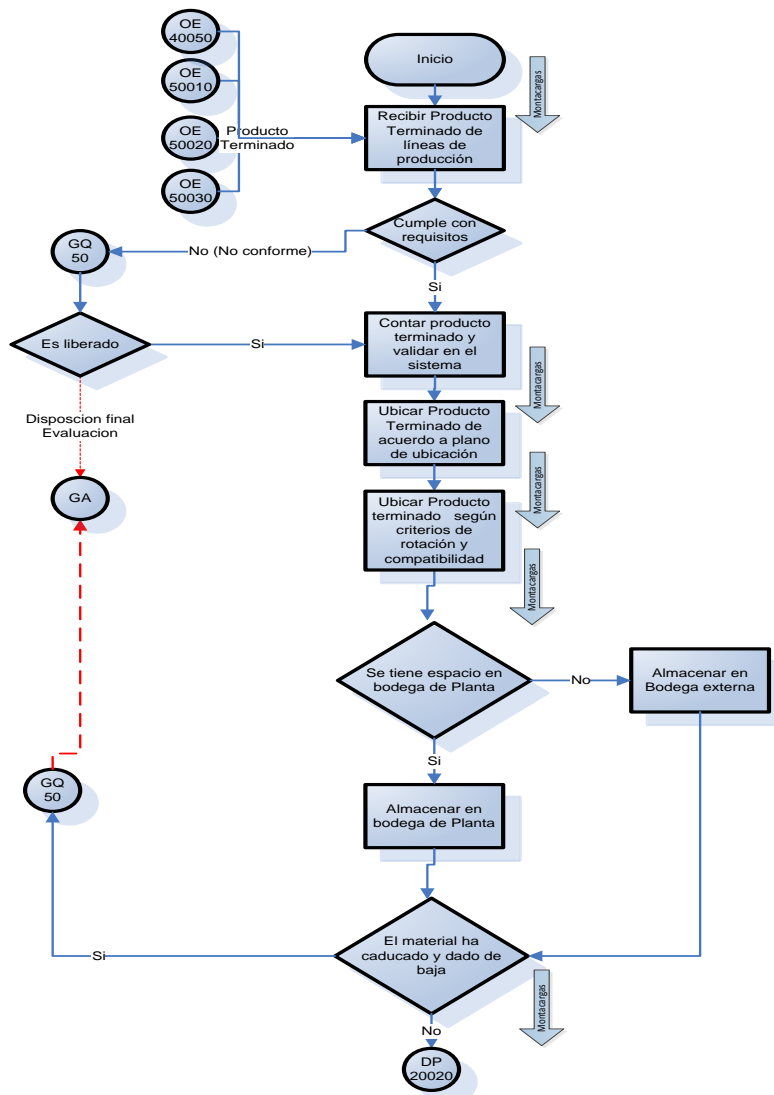 OE
40050
OE
50010
OE
50020
OE
50030
Producto
Terminado
Inicio
Montacargas
Recibir Producto
Terminado de
líneas de
producción
Cumple con
requisitos
No (No conforme)
GQ
50
Si
Es liberado
Si
Contar producto
terminado y
validar en el
sistema
Montacargas
Disposcion final
Evaluacion
Ubicar Producto
Terminado de
acuerdo a plano
de ubicación
Montacargas
GA
Ubicar Producto
terminado según
criterios de
rotación y
compatibilidad
Montacargas
Se tiene espacio en
bodega de Planta
No
Almacenar en
Bodega externa
Si
GQ
50
Almacenar en
bodega de Planta
El material ha
caducado y dado de
baja
Si
Montacargas
No
DP
20020